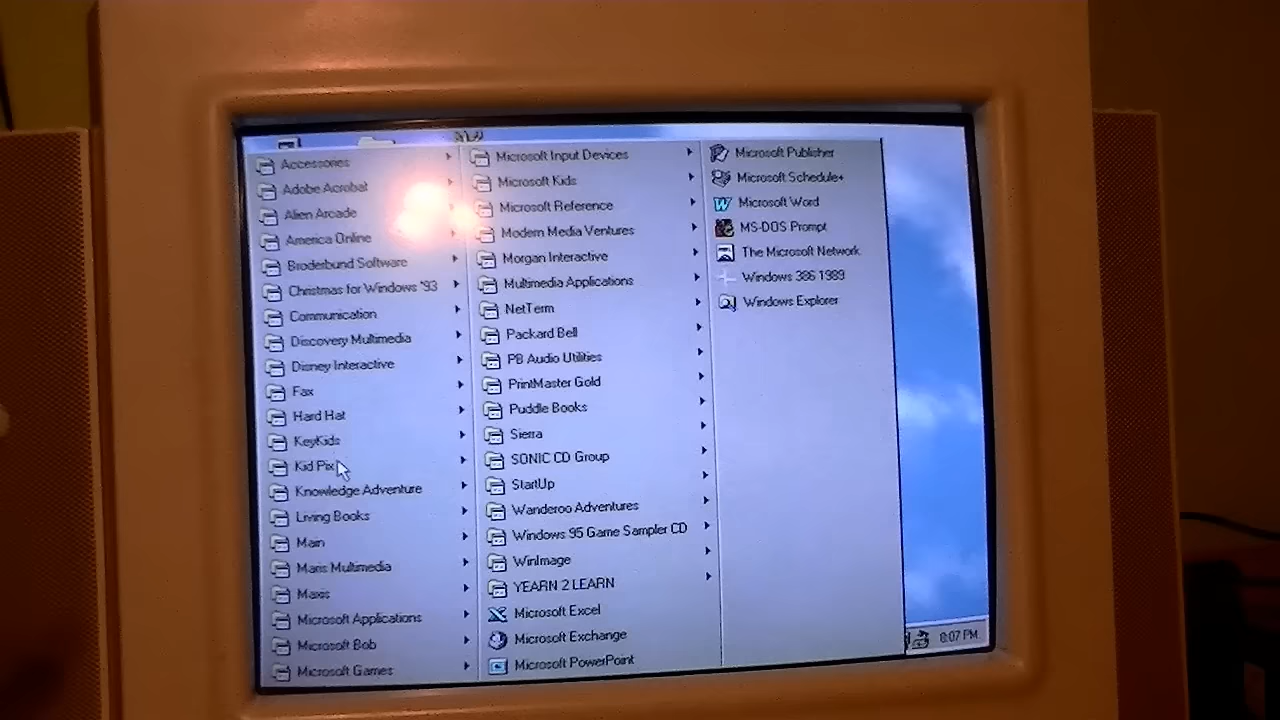 Accessories
Adobe Acrobat
Alien Arcade
America Online
Broderbund Software
Christmas for Windows '93
Communication
Discovery Multimedia
Disney Interactive
Fax
Hard Hat
KeyKids
Kid Pix
Knowledge Adventure
Living Books
Main
Maris Multimedia
Maxis
Microsoft Applications
Microsoft Bob
Microsoft Games
Microsoft Input Devices
Microsoft Kids
Microsoft Reference
Modern Media Ventures
Morgan Interactive
Multimedia Applications
NetTerm
Packard Bell
PB Audio Utilities
PrintMaster Gold
Puddle Books
Sierra
SONIC CD Group
StartUp
Wanderoo Adventures
Windows 95 Game Sampler CD
WinImage
YEARN 2 LEARN
Microsoft Excel
Microsoft Exchange
Microsoft PowerPoint
Microsoft Publisher
Microsoft Schedule+
Microsoft Word
MS-DOS Prompt
The Microsoft Network
Windows 386 1989
Windows Explorer
8:07 PM